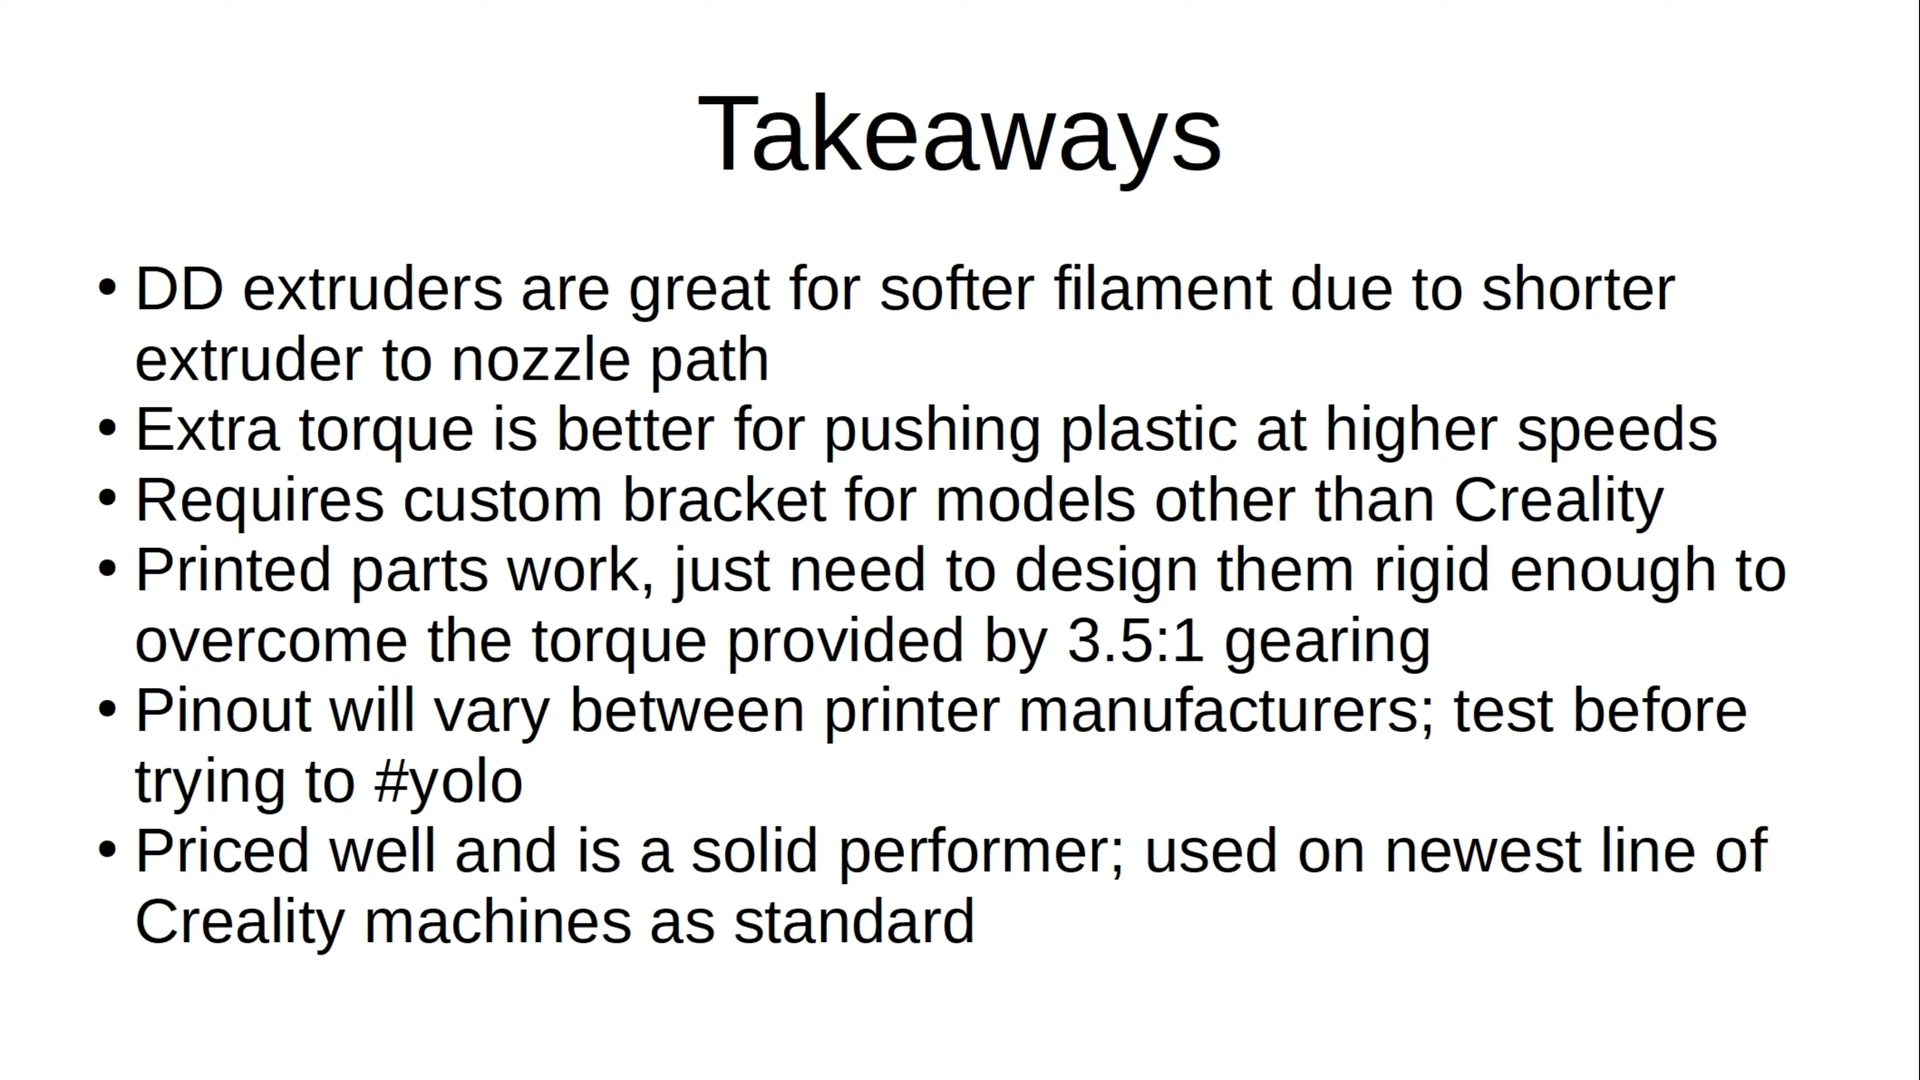 Takeaways
• DD extruders are great for softer filament due to shorter
extruder to nozzle path
• Extra torque is better for pushing plastic at higher speeds
• Requires custom bracket for models other than Creality
• Printed parts work, just need to design them rigid enough to
overcome the torque provided by 3.5:1 gearing
• Pinout will vary between printer manufacturers; test before
trying to #yolo
• Priced well and is a solid performer; used on newest line of
Creality machines as standard